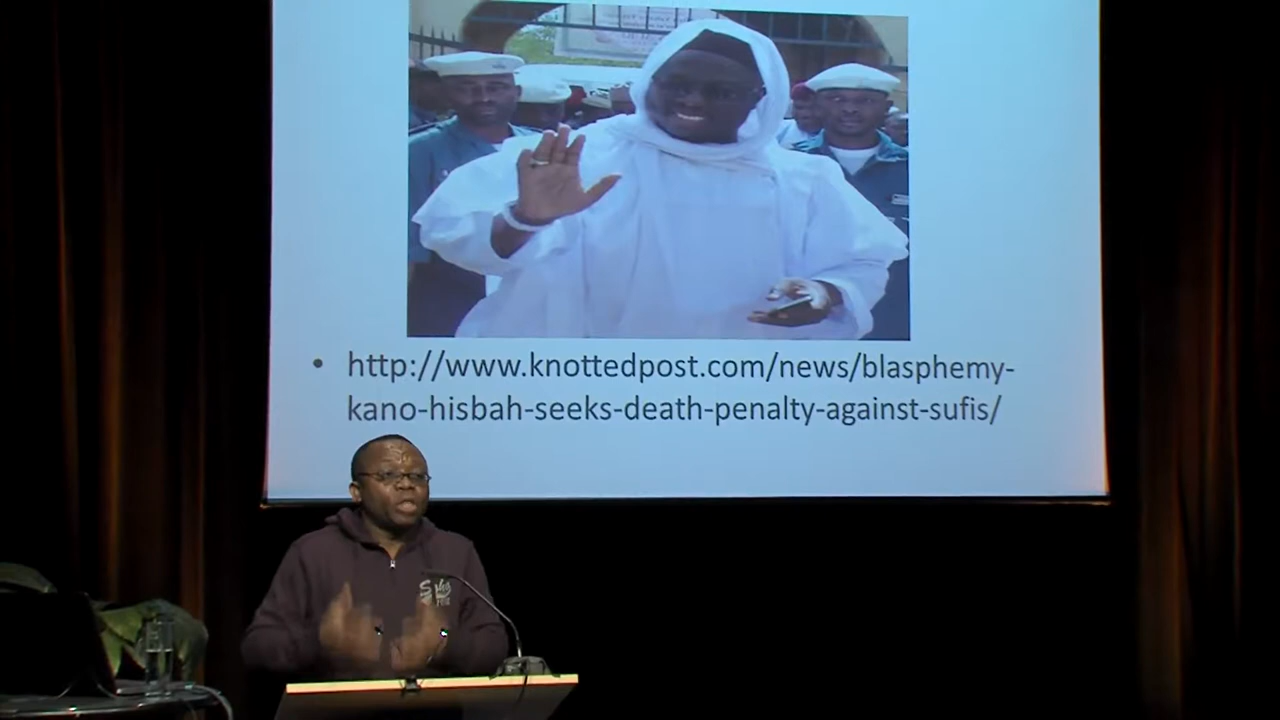 • http://www.knottedpost.com/news/blasphemy-
kano-hisbah-seeks-death-penalty-against-sufis/